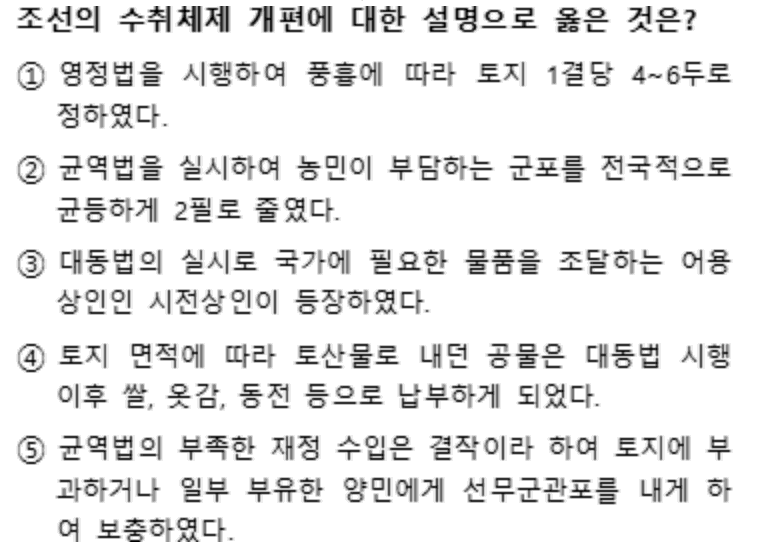 조선의 수취체제 개편에 대한 설명으로 옳은 것은?
① 영정법을 시행하여 풍흉에 따라 토지 1결당 4~6두로
정하였다.
② 균역법을 실시하여 농민이 부담하는 군포를 전국적으로
균등하게 2필로 줄였다.
③ 대동법의 실시로 국가에 필요한 물품을 조달하는 어용
상인인 시전상인이 등장하였다.
④ 토지 면적에 따라 토산물로 내던 공물은 대동법 시행
이후 쌀, 옷감, 동전 등으로 납부하게 되었다.
⑤ 균역법의 부족한 재정 수입은 결작이라 하여 토지에 부
과하거나 일부 부유한 양민에게 선무군관포를 내게 하
여 보충하였다.